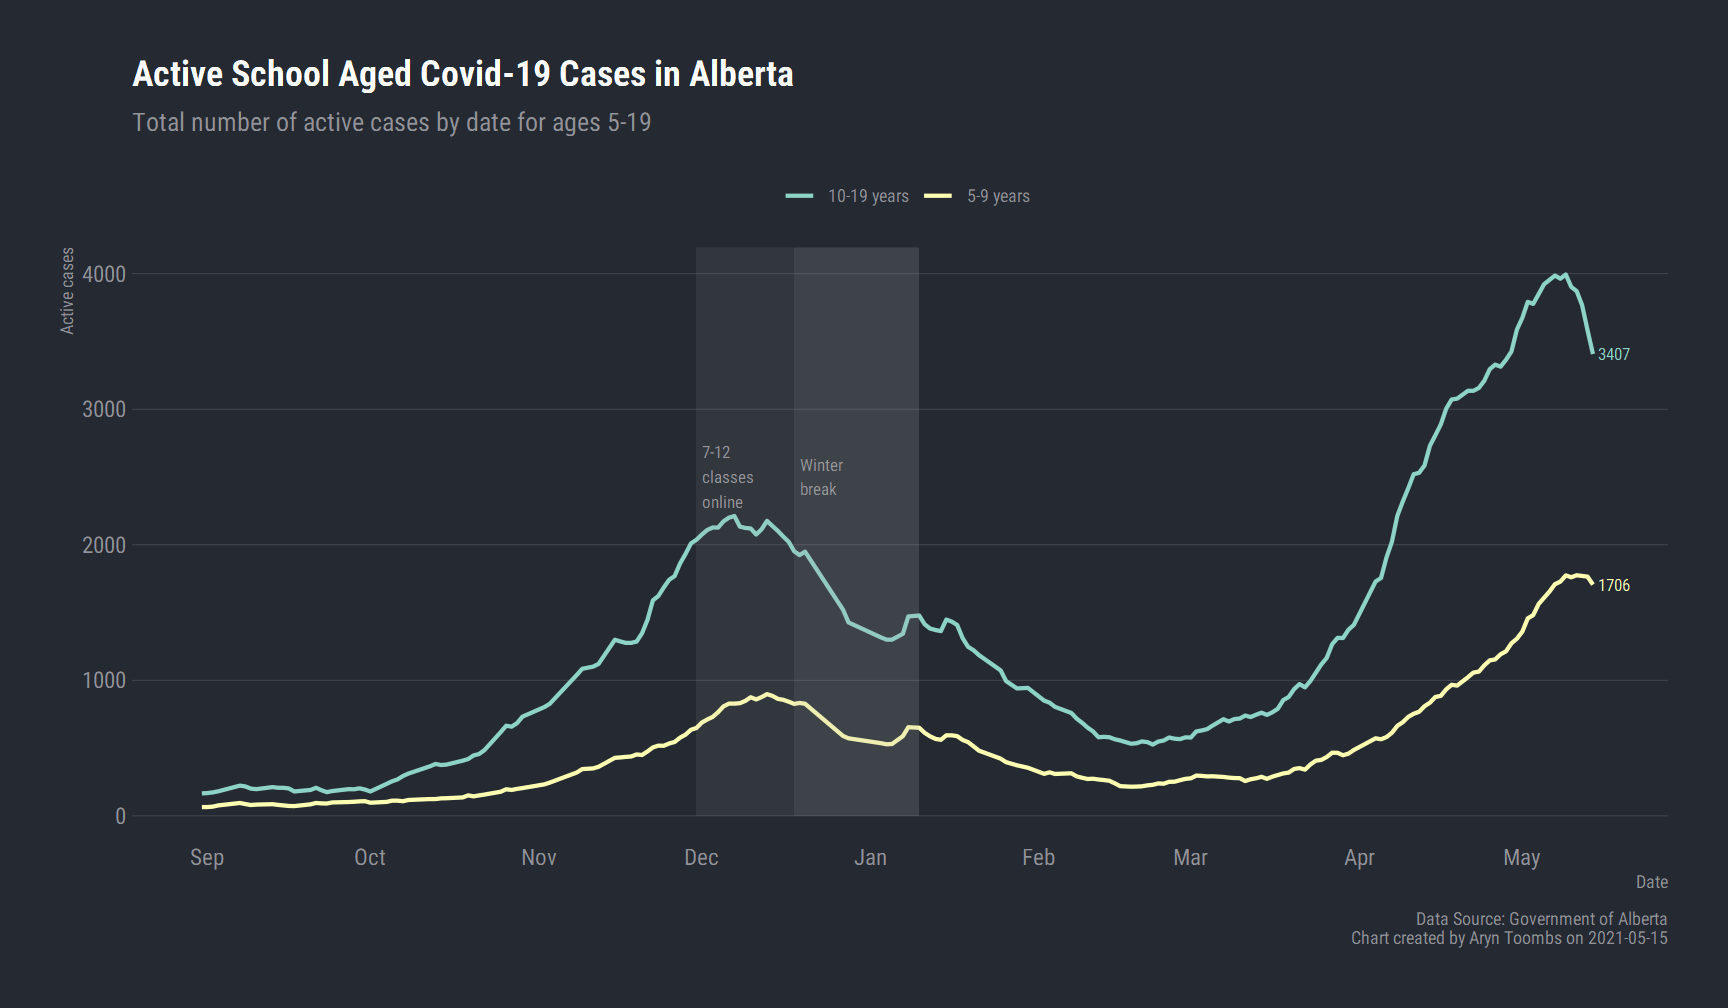 Active School Aged Covid-19 Cases in Alberta
Total number of active cases by date for ages 5-19
10-19 years
5-9 years
Active cases
4000
3000
2000
1000
0
7-12
classes
online
Winter
break
3407
1706
Sep
Oct
Nov
Dec
Jan
Feb
Mar
Apr
May
Date
Data Source: Government of Alberta
Chart created by Aryn Toombs on 2021-05-15